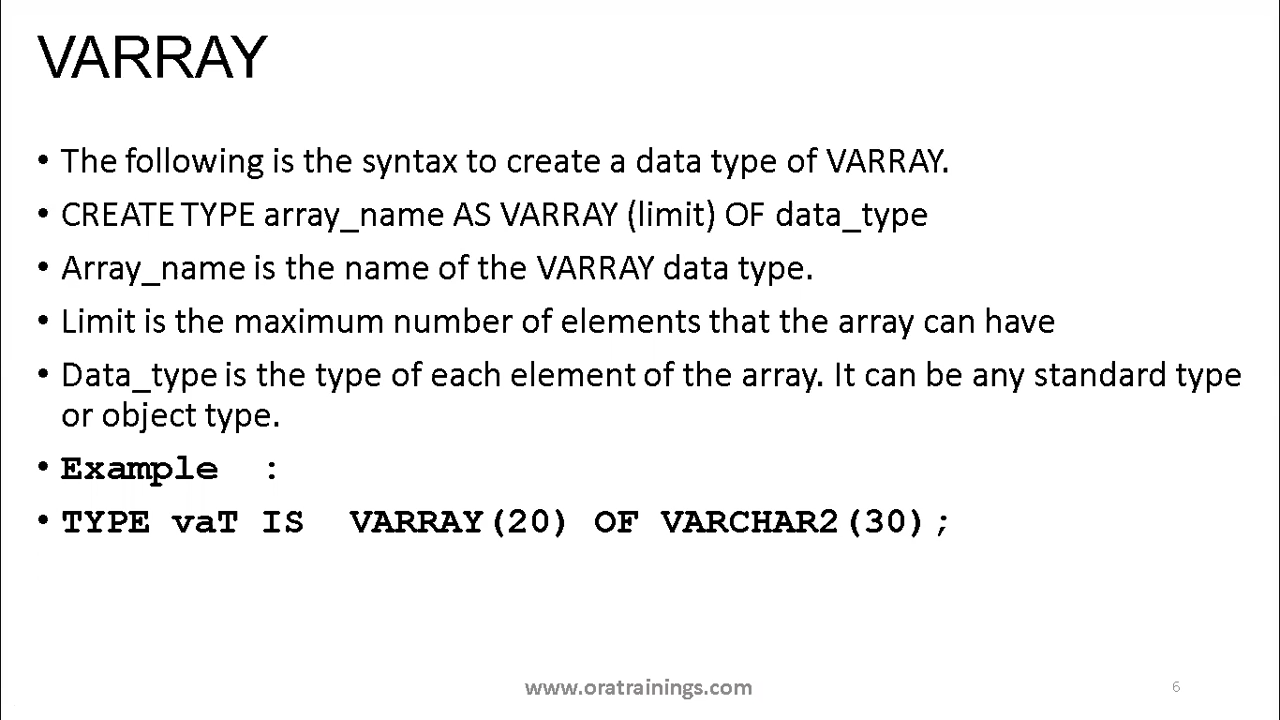 VARRAY
• The following is the syntax to create a data type of VARRAY.
• CREATE TYPE array_name AS VARRAY (limit) OF data_type
• Array_name is the name of the VARRAY data type.
• Limit is the maximum number of elements that the array can have
• Data_type is the type of each element of the array. It can be any standard type
or object type.
• Example  :
• TYPE vaT IS  VARRAY(20) OF VARCHAR2(30);
www.oratrainings.com
6